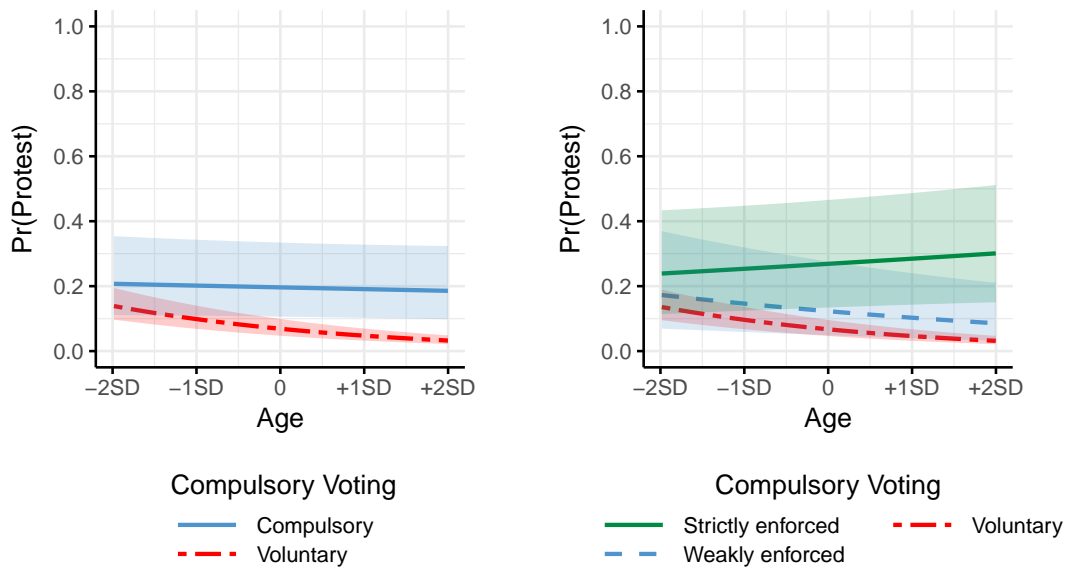 1.0
0.8
0.6
0.4
0.2
0.0
Pr(Protest)
−2SD −1SD 0 +1SD +2SD
Age
Compulsory Voting
Compulsory
Voluntary
1.0
0.8
0.6
0.4
0.2
0.0
Pr(Protest)
−2SD −1SD 0 +1SD +2SD
Age
Compulsory Voting
Strictly enforced Voluntary
Weakly enforced